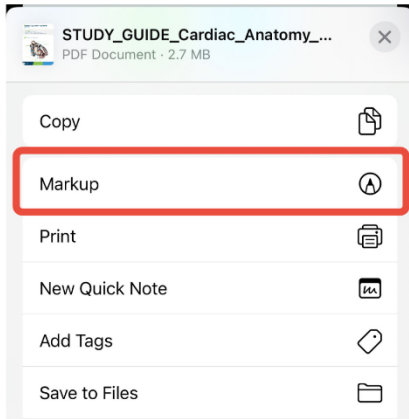 STUDY_GUIDE_Cardiac_Anatomy_...
PDF Document · 2.7 MB
Copy
Markup
Print
New Quick Note
Add Tags
Save to Files